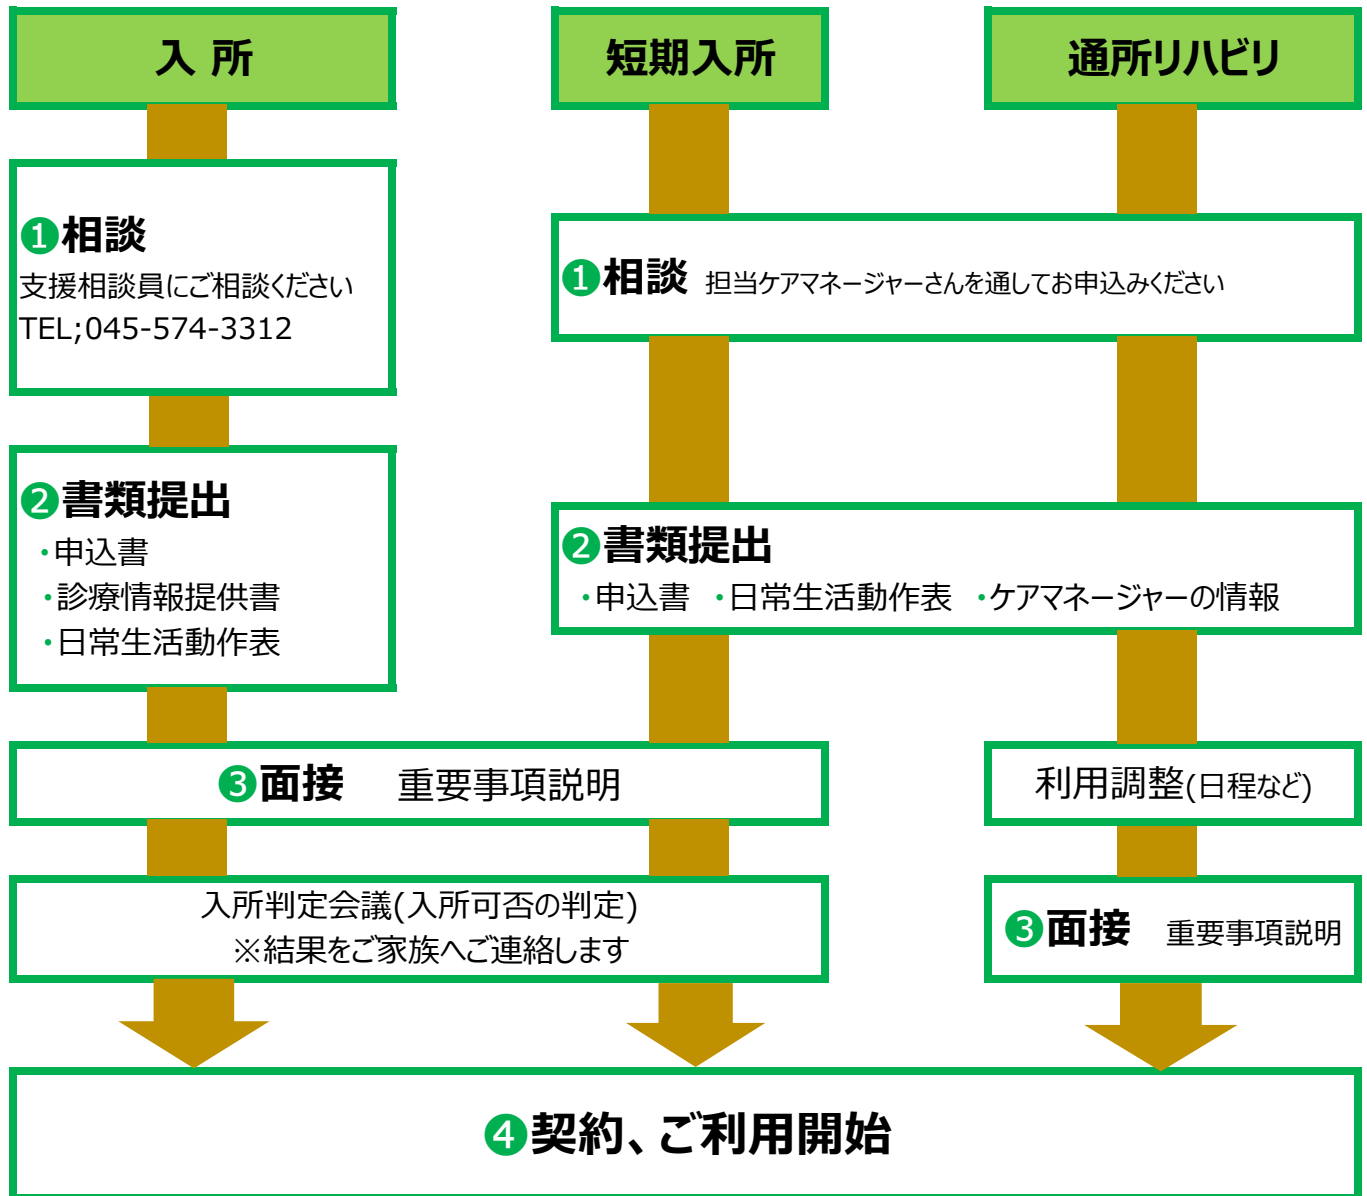 入 所
短期入所
通所リハビリ
❶相談
支援相談員にご相談ください
TEL;045-574-3312
❶相談 担当ケアマネージャーさんを通してお申込みください
❷書類提出
・申込書
・診療情報提供書
・日常生活動作表
❷書類提出
・申込書 ・日常生活動作表 ・ケアマネージャーの情報
❸面接 重要事項説明
利用調整(日程など)
入所判定会議(入所可否の判定)
※結果をご家族へご連絡します
❸面接 重要事項説明
❹契約、ご利用開始